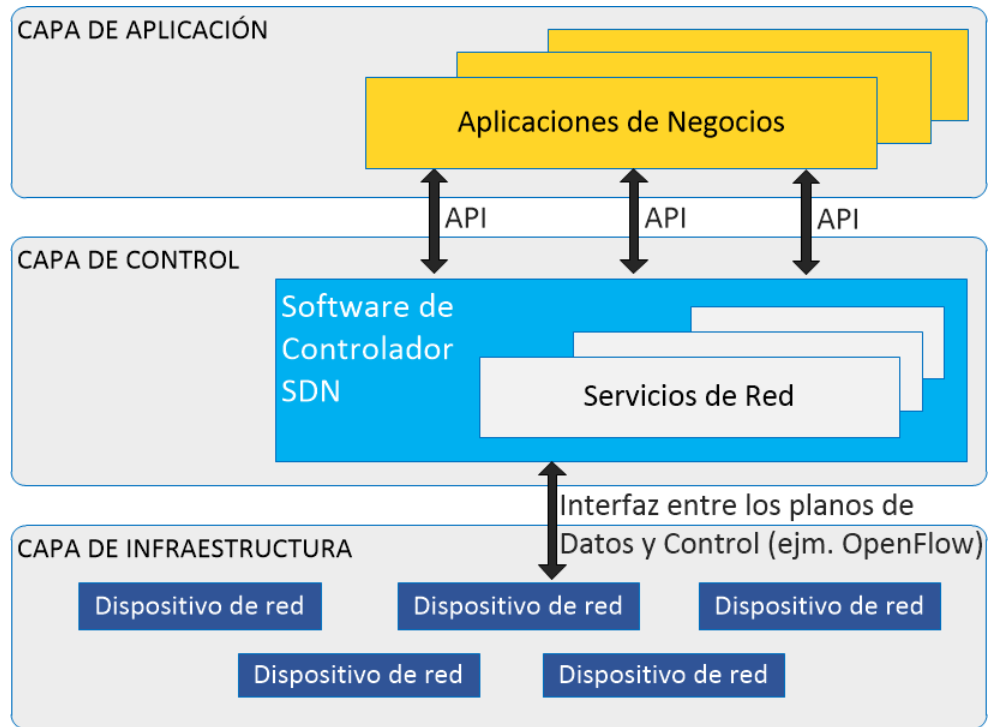 CAPA DE APLICACIÓN
Aplicaciones de Negocios
API
API
API
CAPA DE CONTROL
Software de
Controlador
SDN
Servicios de Red
Interfaz entre los planos de
Datos y Control (ejm. OpenFlow)
CAPA DE INFRAESTRUCTURA
Dispositivo de red
Dispositivo de red
Dispositivo de red
Dispositivo de red
Dispositivo de red